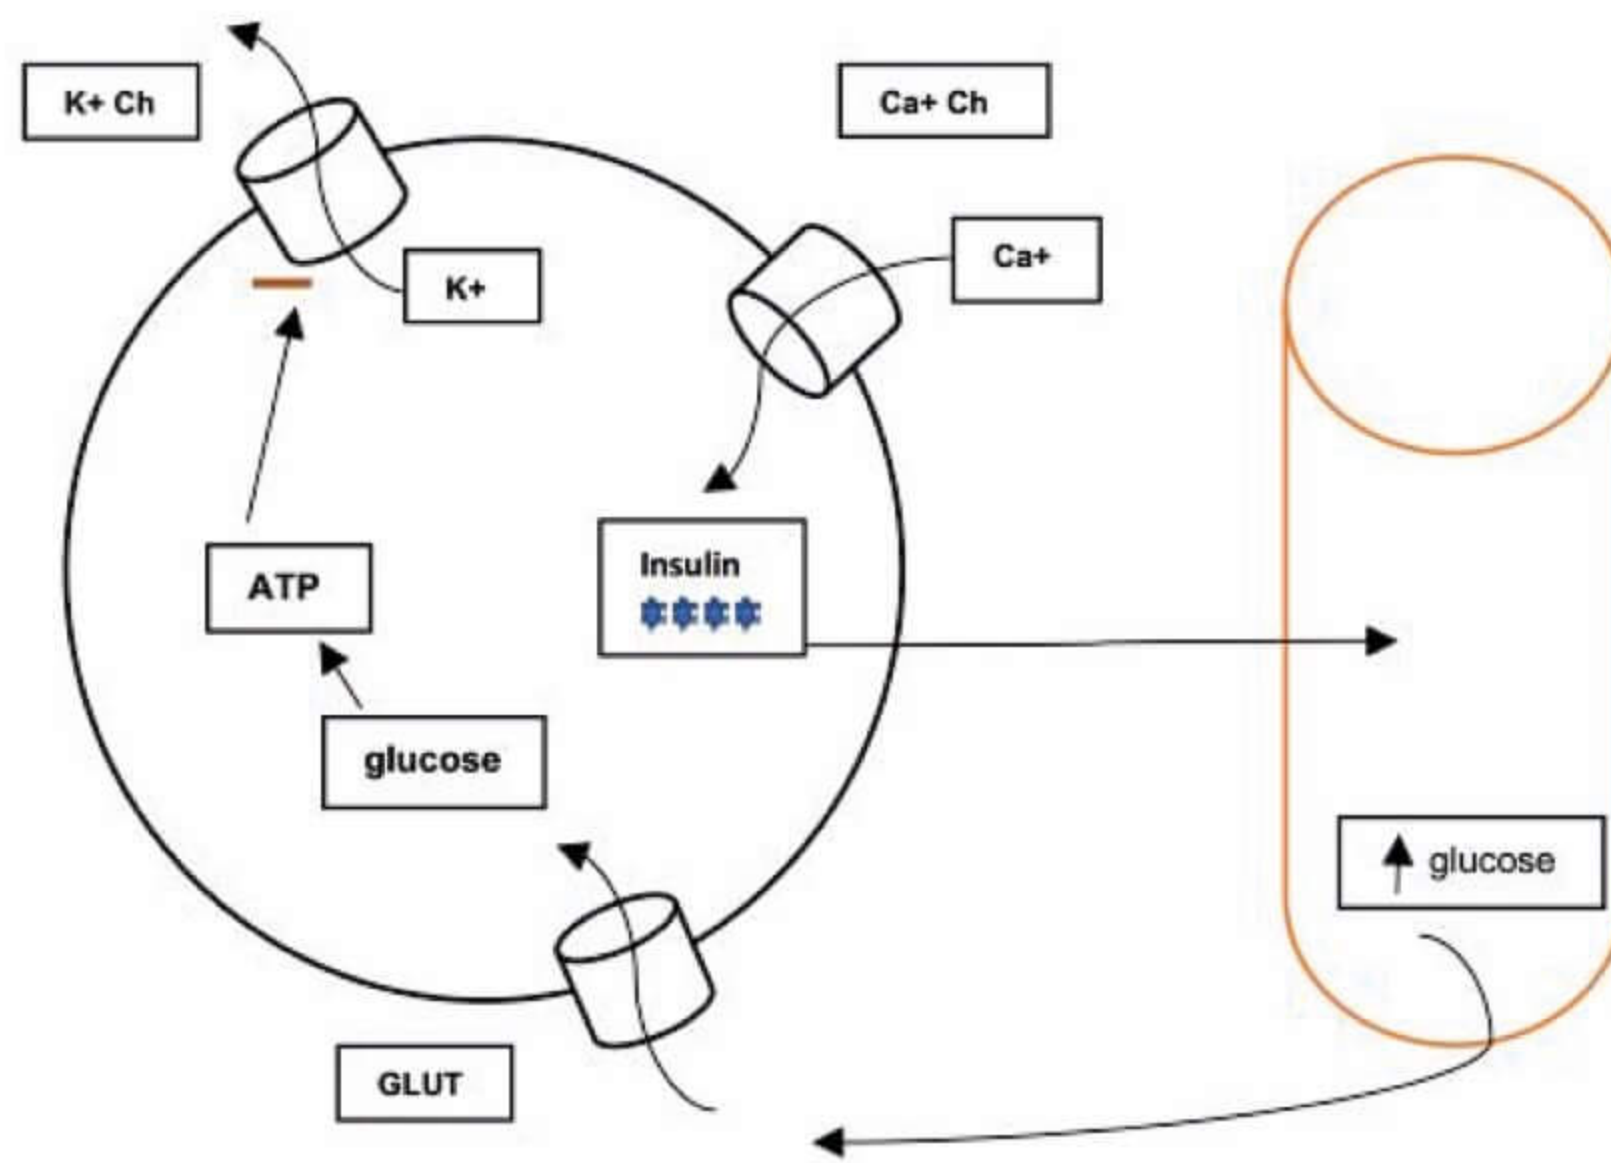 K+ Ch
Ca+ Ch
K+
Ca+
ATP
Insulin
glucose
glucose
GLUT